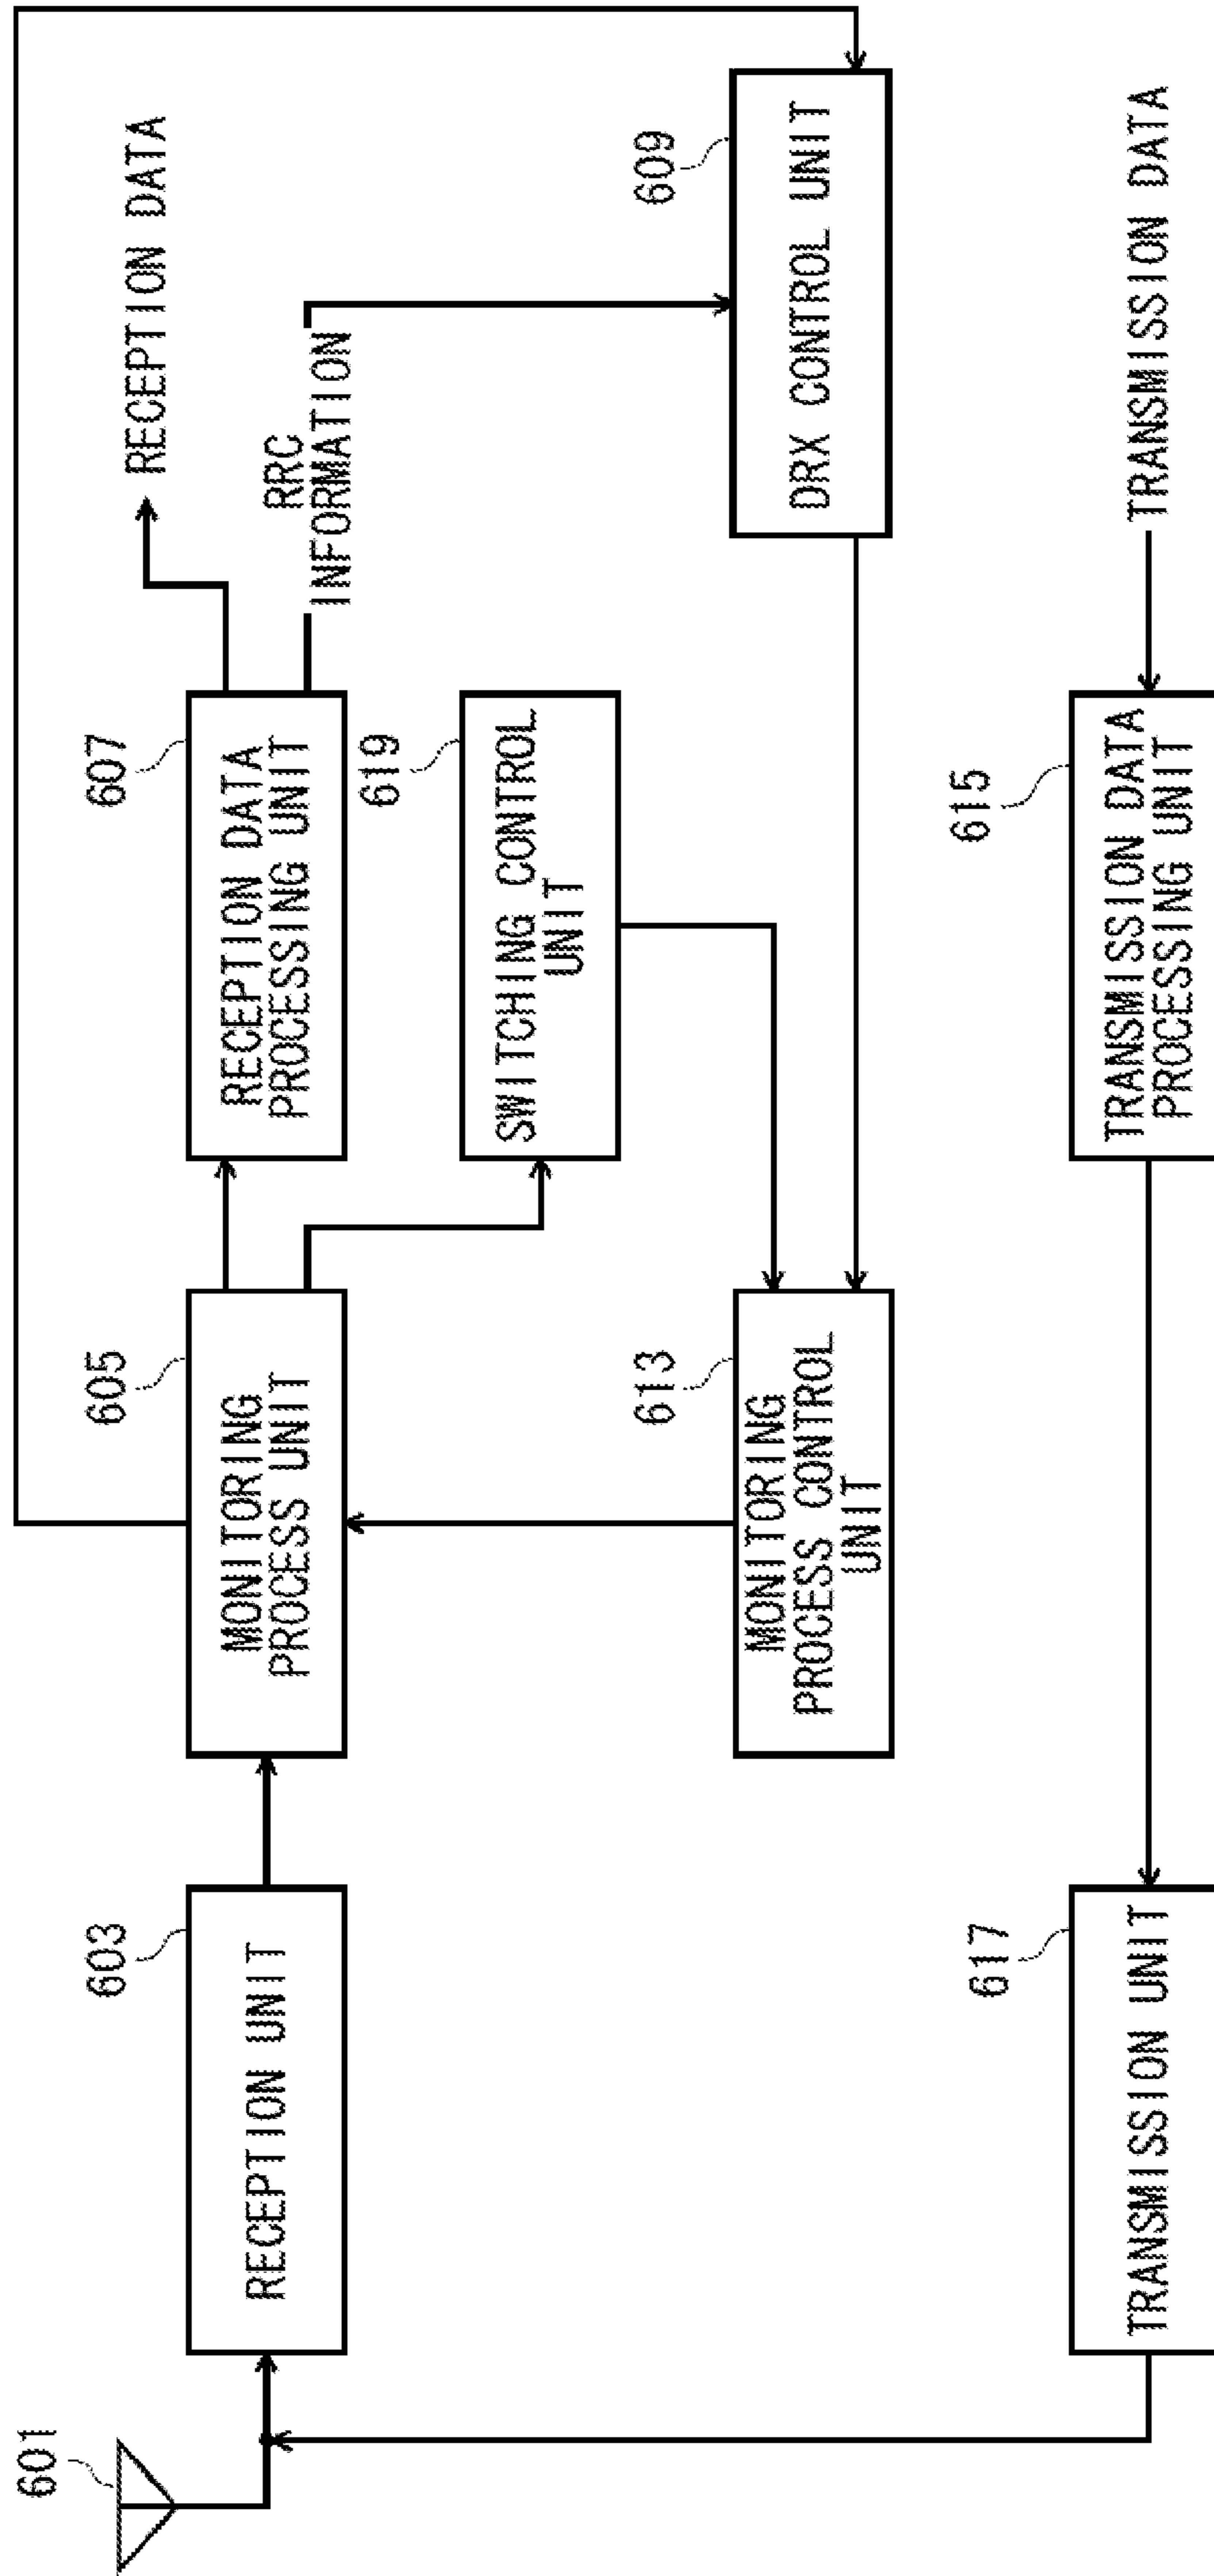 601
603
RECEPTION UNIT
605
MONITORING
PROCESS UNIT
607
RECEPTION DATA
PROCESSING UNIT
RECEPTION DATA
RRC
INFORMATION
619
SWITCHING CONTROL
UNIT
613
MONITORING
PROCESS CONTROL
UNIT
609
DRX CONTROL UNIT
617
TRANSMISSION UNIT
615
TRANSMISSION DATA
PROCESSING UNIT
TRANSMISSION DATA